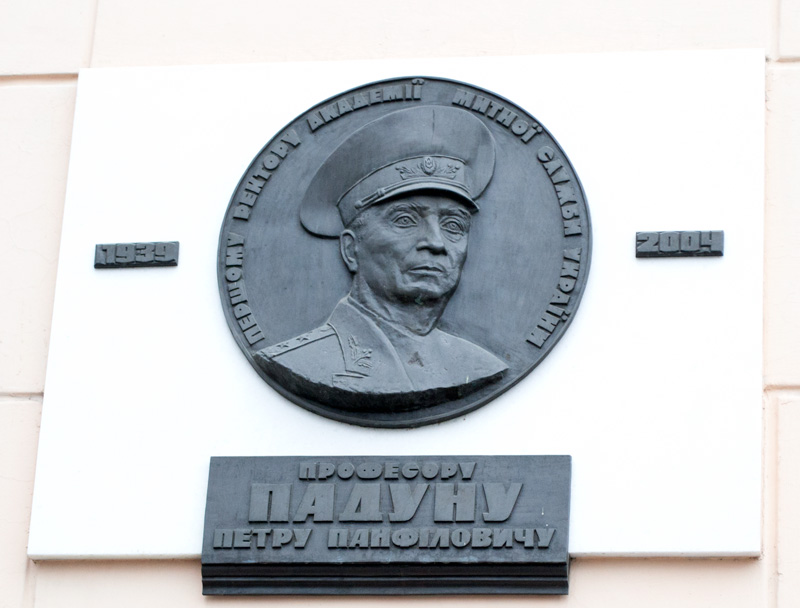 ПЕРШОМУ РЕКТОРУ АКАДЕМІЇ МИТНОЇ СЛУЖБИ УКРАЇНИ
1939
2004
ПРОФЕСОРУ
ПАДУНУ
ПЕТРУ ПАНФІЛОВИЧУ